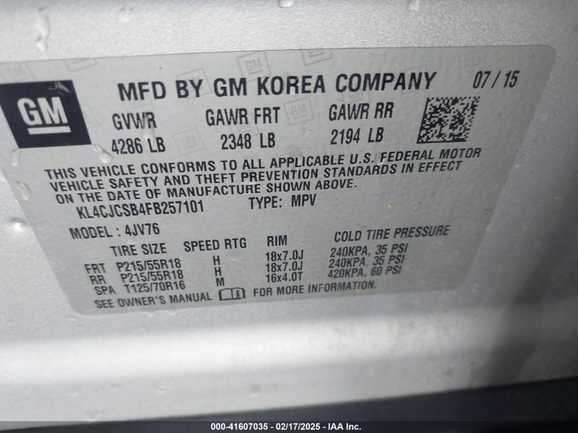 GM
MFD BY GM KOREA COMPANY 07/15
GVWR GAWR FRT GAWR RR
4286 LB 2348 LB 2194 LB
THIS VEHICLE CONFORMS TO ALL APPLICABLE U.S. FEDERAL MOTOR
VEHICLE SAFETY AND THEFT PREVENTION STANDARDS IN EFFECT
ON THE DATE OF MANUFACTURE SHOWN ABOVE.
KL4CJCSB4FB257101 TYPE: MPV
MODEL: 4JV76
TIRE SIZE SPEED RTG RIM COLD TIRE PRESSURE
FRT P215/55R18 H 18x7.0J 240KPA, 35 PSI
RR P215/55R18 H 18x7.0J 240KPA, 35 PSI
SPA T125/70R16 M 16x4.0T 420KPA, 60 PSI
SEE OWNER'S MANUAL FOR MORE INFORMATION.
000-41607035 - 02/17/2025 - IAA Inc.